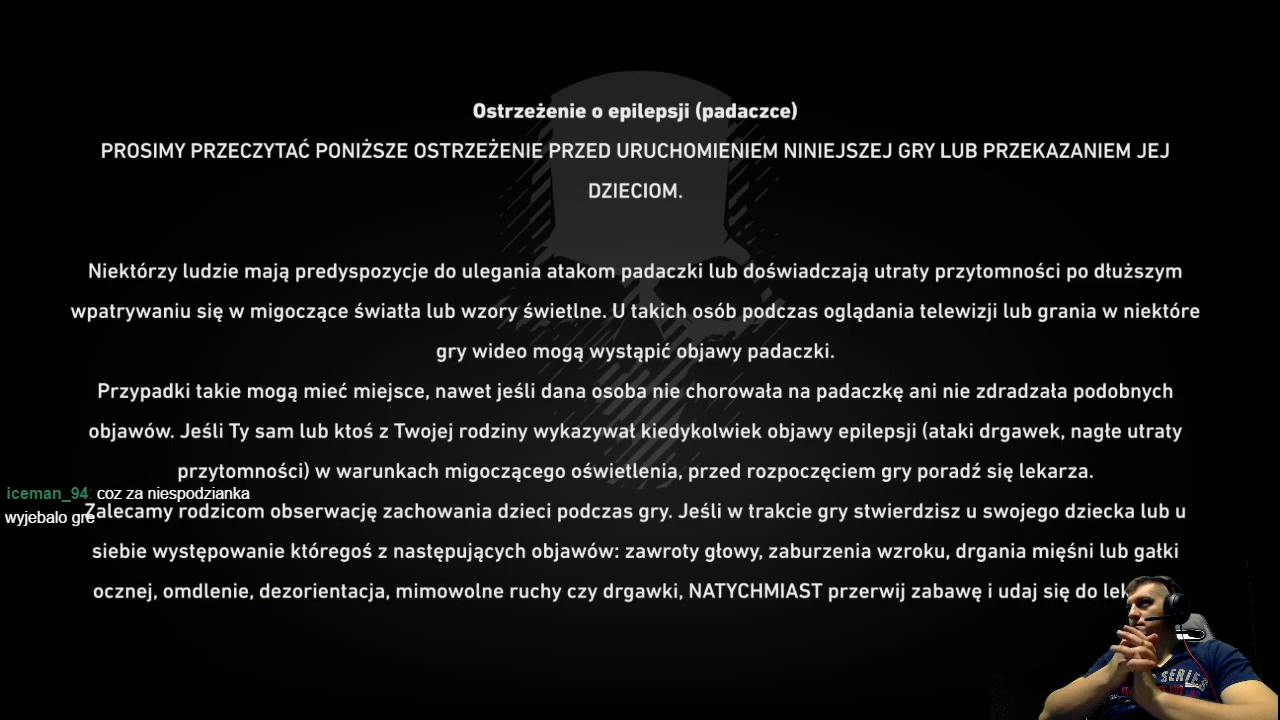 Ostrzeżenie o epilepsji (padaczce)
PROSIMY PRZECZYTAĆ PONIŻSZE OSTRZEŻENIE PRZED URUCHOMIENIEM NINIEJSZEJ GRY LUB PRZEKAZANIEM JEJ
DZIECIOM.
Niektórzy ludzie mają predyspozycje do ulegania atakom padaczki lub doświadczają utraty przytomności po dłuższym
wpatrywaniu się w migoczące światła lub wzory świetlne. U takich osób podczas oglądania telewizji lub grania w niektóre
gry wideo mogą wystąpić objawy padaczki.
Przypadki takie mogą mieć miejsce, nawet jeśli dana osoba nie chorowała na padaczkę ani nie zdradzała podobnych
objawów. Jeśli Ty sam lub ktoś z Twojej rodziny wykazywał kiedykolwiek objawy epilepsji (ataki drgawek, nagłe utraty
przytomności) w warunkach migoczącego oświetlenia, przed rozpoczęciem gry poradź się lekarza.
iceman_94: coz za niespodzianka
wyjebalo gre
Zalecamy rodzicom obserwację zachowania dzieci podczas gry. Jeśli w trakcie gry stwierdzisz u swojego dziecka lub u
siebie występowanie któregoś z następujących objawów: zawroty głowy, zaburzenia wzroku, drgania mięśni lub gałki
ocznej, omdlenie, dezorientacja, mimowolne ruchy czy drgawki, NATYCHMIAST przerwij zabawę i udaj się do lek
SERIES